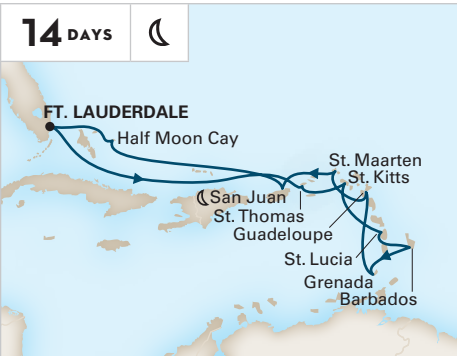 14 DAYS
FT. LAUDERDALE
Half Moon Cay
St. Maarten
St. Kitts
San Juan
St. Thomas
Guadeloupe
St. Lucia
Grenada
Barbados